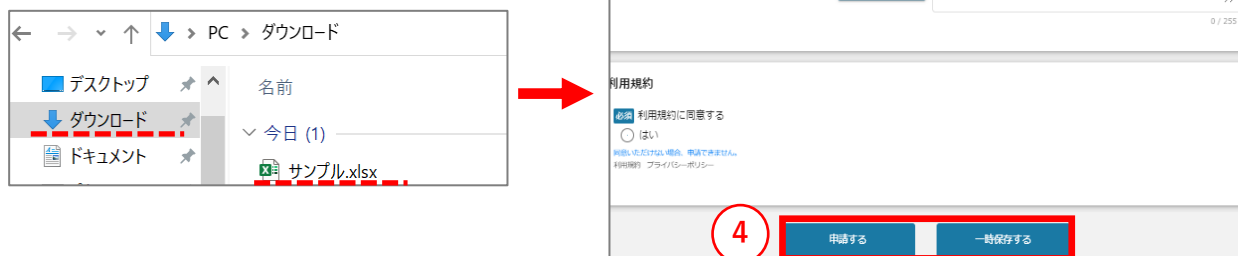 PC > ダウンロード
デスクトップ
ダウンロード
ドキュメント
名前
今日 (1)
サンプル.xlsx
0 / 255
利用規約
必須 利用規約に同意する
はい
同意いただけない場合、申請できません。
利用規約 プライバシーポリシー
4
申請する
一時保存する